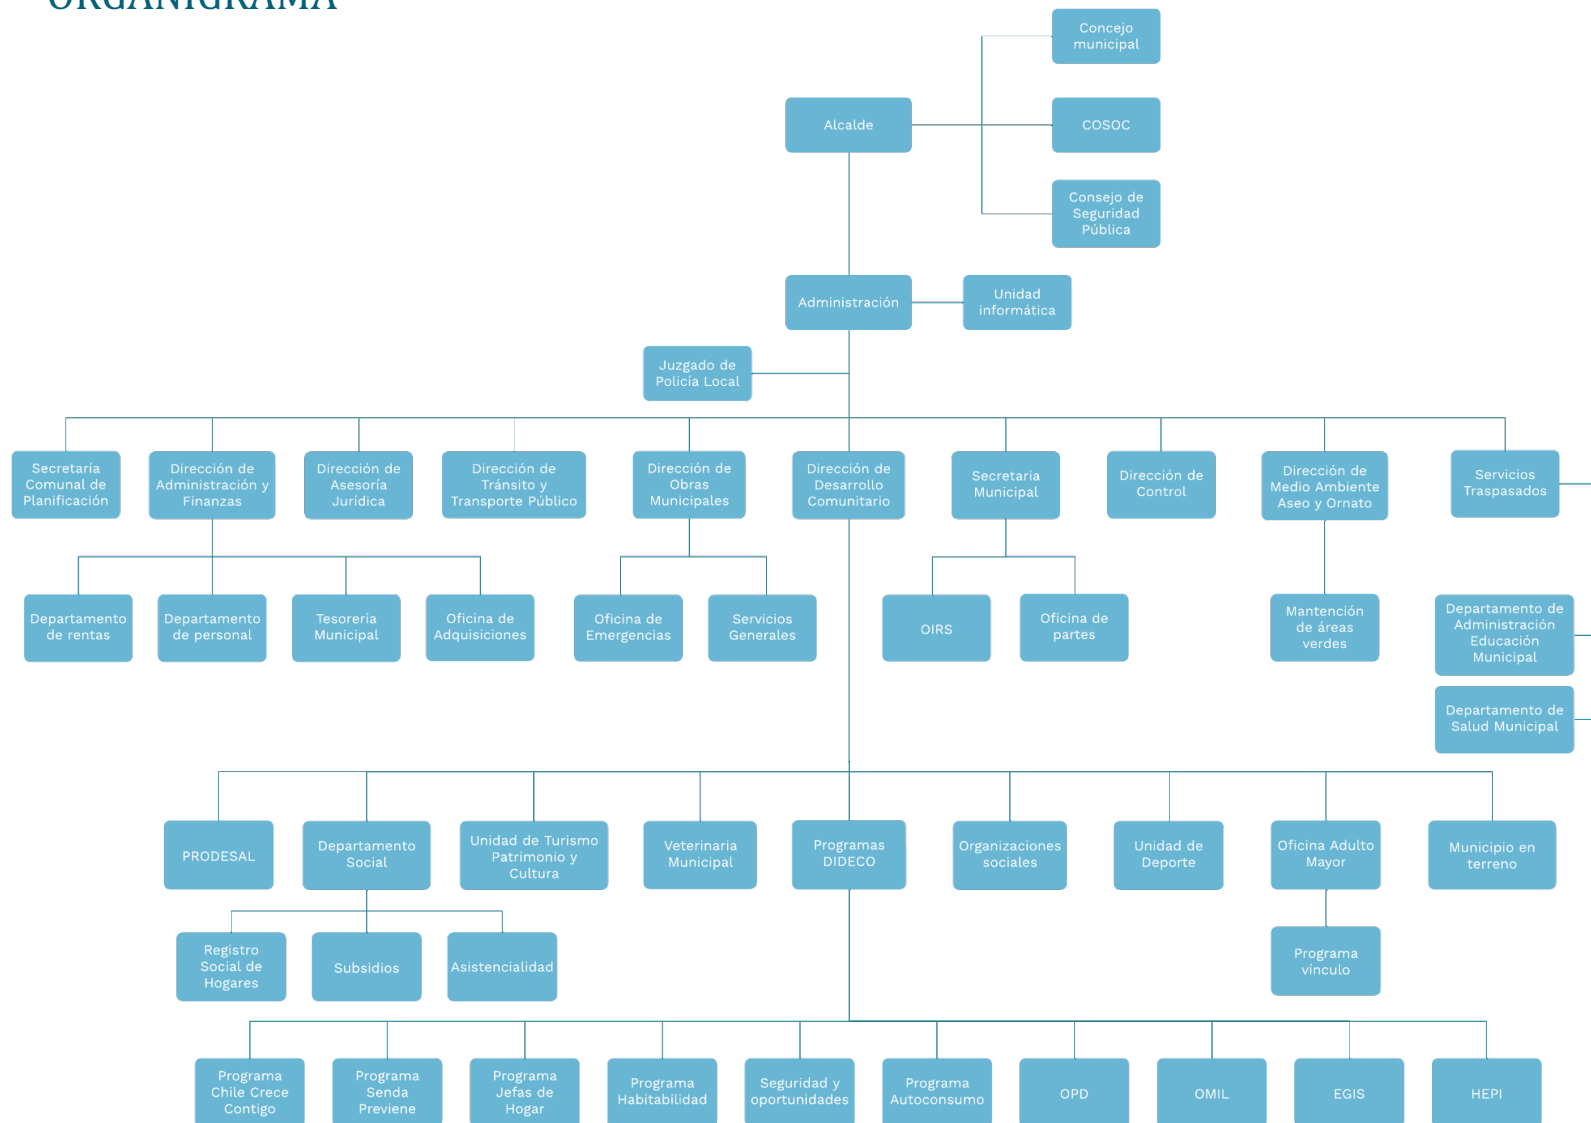 ORGANIGRAMA
Concejo
municipal
Alcalde
COSOC
Consejo de
Seguridad
Pública
Administración
Unidad
informática
Juzgado de
Policía Local
Secretaría
Comunal de
Planificación
Dirección de
Administración y
Finanzas
Dirección de
Asesoría
Jurídica
Dirección de
Tránsito y
Transporte Público
Dirección de
Obras
Municipales
Dirección de
Desarrollo
Comunitario
Secretaria
Municipal
Dirección de
Control
Dirección de
Medio Ambiente
Aseo y Ornato
Servicios
Traspasados
Departamento
de rentas
Departamento
de personal
Tesorería
Municipal
Oficina de
Adquisiciones
Oficina de
Emergencias
Servicios
Generales
OIRS
Oficina de
partes
Mantención
de áreas
verdes
Departamento de
Administración
Educación
Municipal
Departamento de
Salud Municipal
PRODESAL
Departamento
Social
Unidad de Turismo
Patrimonio y
Cultura
Veterinaria
Municipal
Programas
DIDECO
Organizaciones
sociales
Unidad de
Deporte
Oficina Adulto
Mayor
Municipio en
terreno
Registro
Social de
Hogares
Subsidios
Asistencialidad
Programa
vínculo
Programa
Chile Crece
Contigo
Programa
Senda
Previene
Programa
Jefas de
Hogar
Programa
Habitabilidad
Seguridad y
oportunidades
Programa
Autoconsumo
OPD
OMIL
EGIS
HEPI